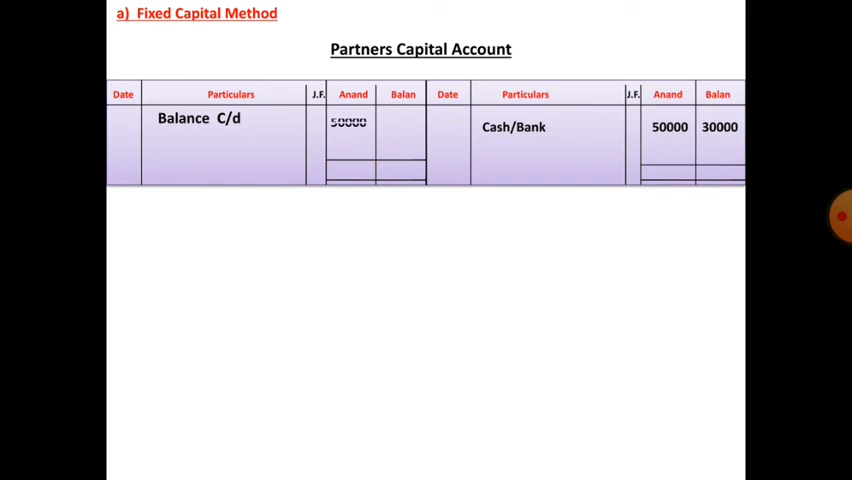 a) Fixed Capital Method
Partners Capital Account
Date Particulars J.F. Anand Balan Date Particulars J.F. Anand Balan
Balance C/d 50000
Cash/Bank 50000 30000